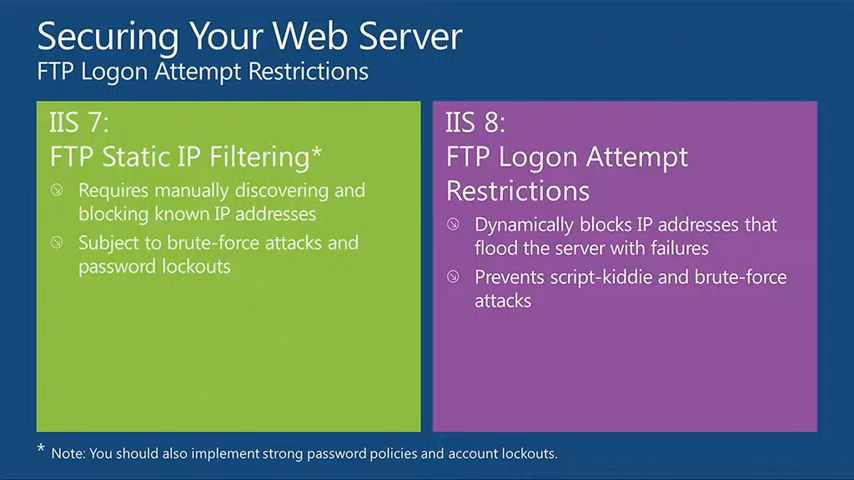 Securing Your Web Server
FTP Logon Attempt Restrictions
IIS 7:
FTP Static IP Filtering*
Requires manually discovering and
blocking known IP addresses
Subject to brute-force attacks and
password lockouts
IIS 8:
FTP Logon Attempt
Restrictions
Dynamically blocks IP addresses that
flood the server with failures
Prevents script-kiddie and brute-force
attacks
* Note: You should also implement strong password policies and account lockouts.